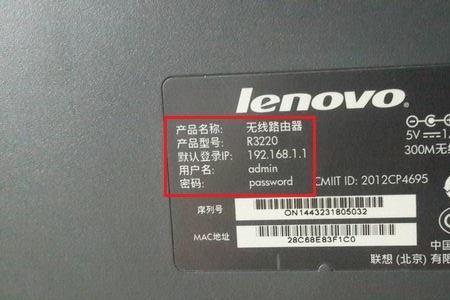 lenovo
产品名称: 无线路由器
产品型号: R3220
默认登录IP: 192.168.1.1
用户名: admin
密码: password
5V
300M无线
CMIIT ID: 2012CP4695
序列号
ON1443231805032
MAC地址
28C68E83F1C0
中国
联想 (北京) 有限